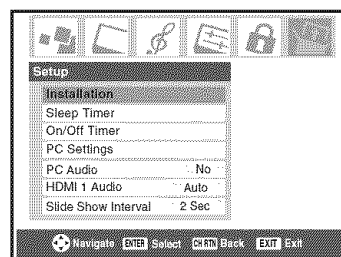 Setup
Installation
Sleep Timer
On/Off Timer
PC Settings
PC Audio No
HDMI 1 Audio Auto
Slide Show Interval 2 Sec
Navigate ENTER Select CH RTN Back EXIT Exit